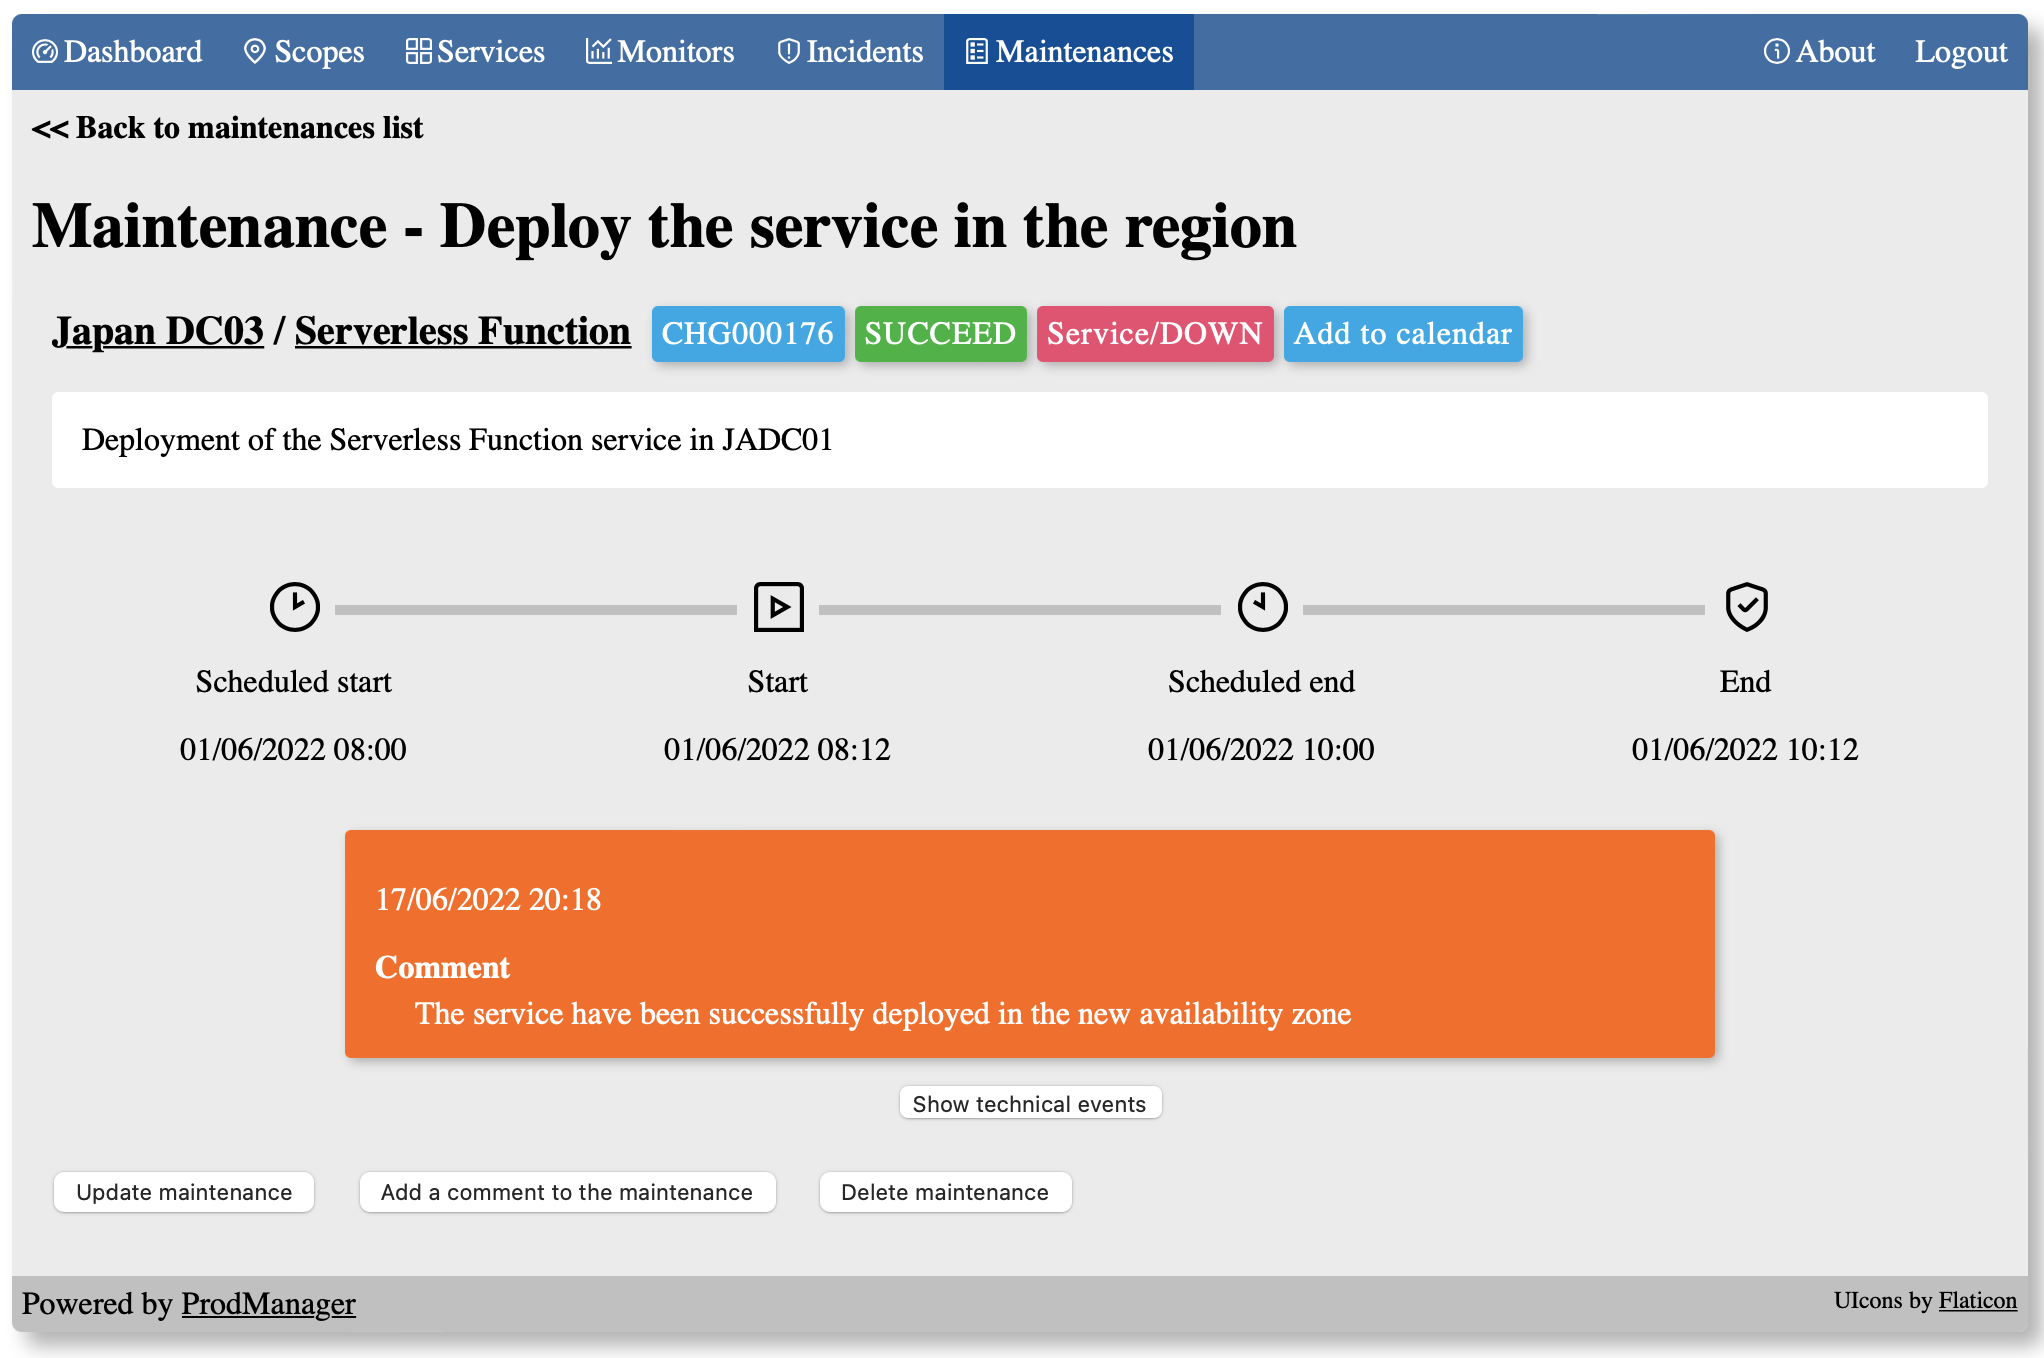 Dashboard Scopes Services Monitors Incidents Maintenances About Logout
<< Back to maintenances list
Maintenance - Deploy the service in the region
Japan DC03 / Serverless Function CHG000176 SUCCEED Service/DOWN Add to calendar
Deployment of the Serverless Function service in JADC01
Scheduled start Start Scheduled end End
01/06/2022 08:00 01/06/2022 08:12 01/06/2022 10:00 01/06/2022 10:12
17/06/2022 20:18
Comment
The service have been successfully deployed in the new availability zone
Show technical events
Update maintenance Add a comment to the maintenance Delete maintenance
Powered by ProdManager UIcons by Flaticon